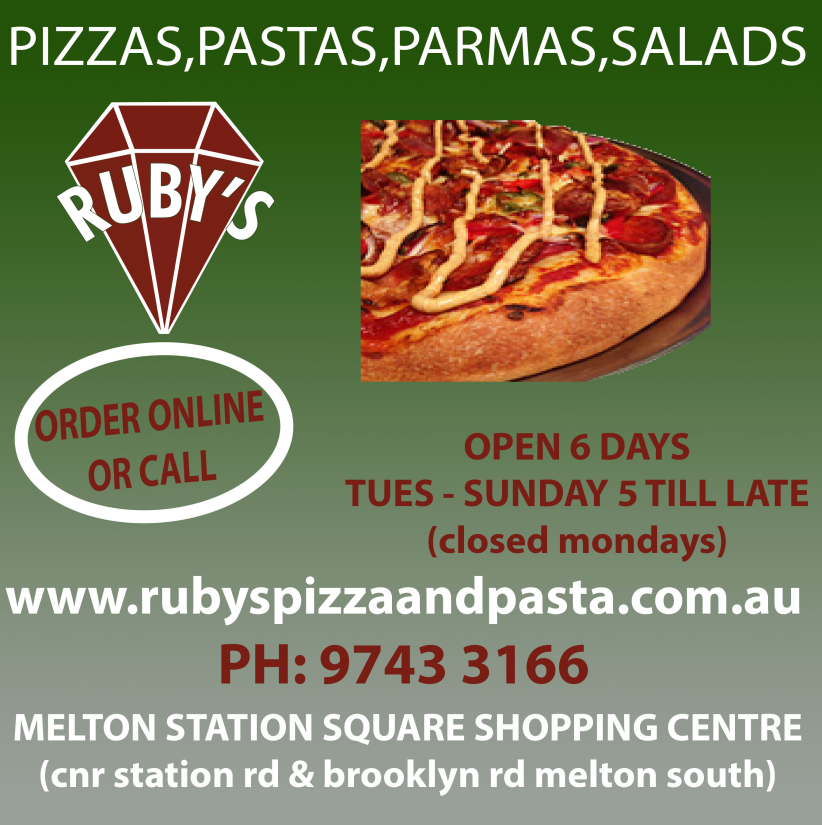 PIZZAS,PASTAS,PARMAS,SALADS
RUBY'S
ORDER ONLINE
OR CALL
OPEN 6 DAYS
TUES - SUNDAY 5 TILL LATE
(closed mondays)
www.rubyspizzaandpasta.com.au
PH: 9743 3166
MELTON STATION SQUARE SHOPPING CENTRE
(cnr station rd & brooklyn rd melton south)